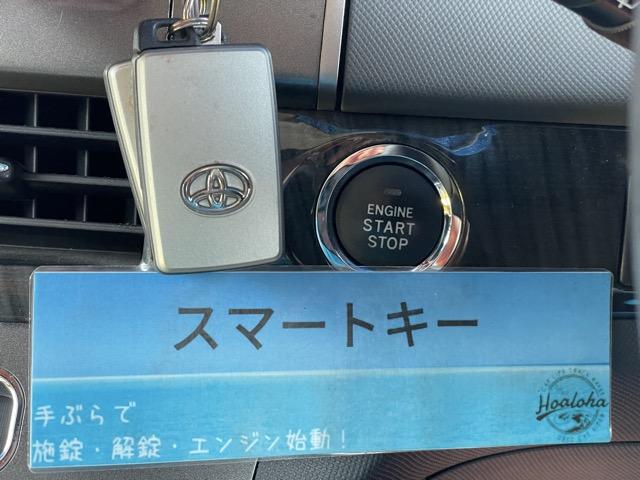 ENGINE
START
STOP
スマートキー
手ぶらで
施錠・解錠・エンジン始動！
Hoaloha